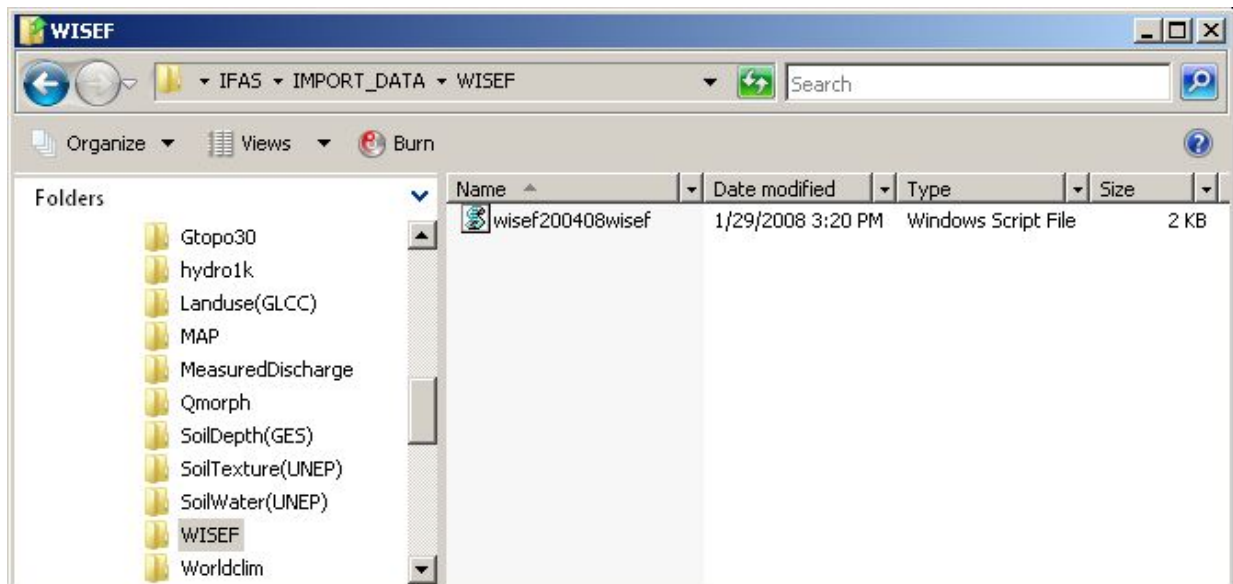 WISEF
IFAS IMPORT_DATA WISEF Search
Organize Views Burn
Folders
Gtopo30
hydro1k
Landuse(GLCC)
MAP
MeasuredDischarge
Qmorph
SoilDepth(GES)
SoilTexture(UNEP)
SoilWater(UNEP)
WISEF
Worldclim
Name Date modified Type Size
wisef200408wisef 1/29/2008 3:20 PM Windows Script File 2 KB